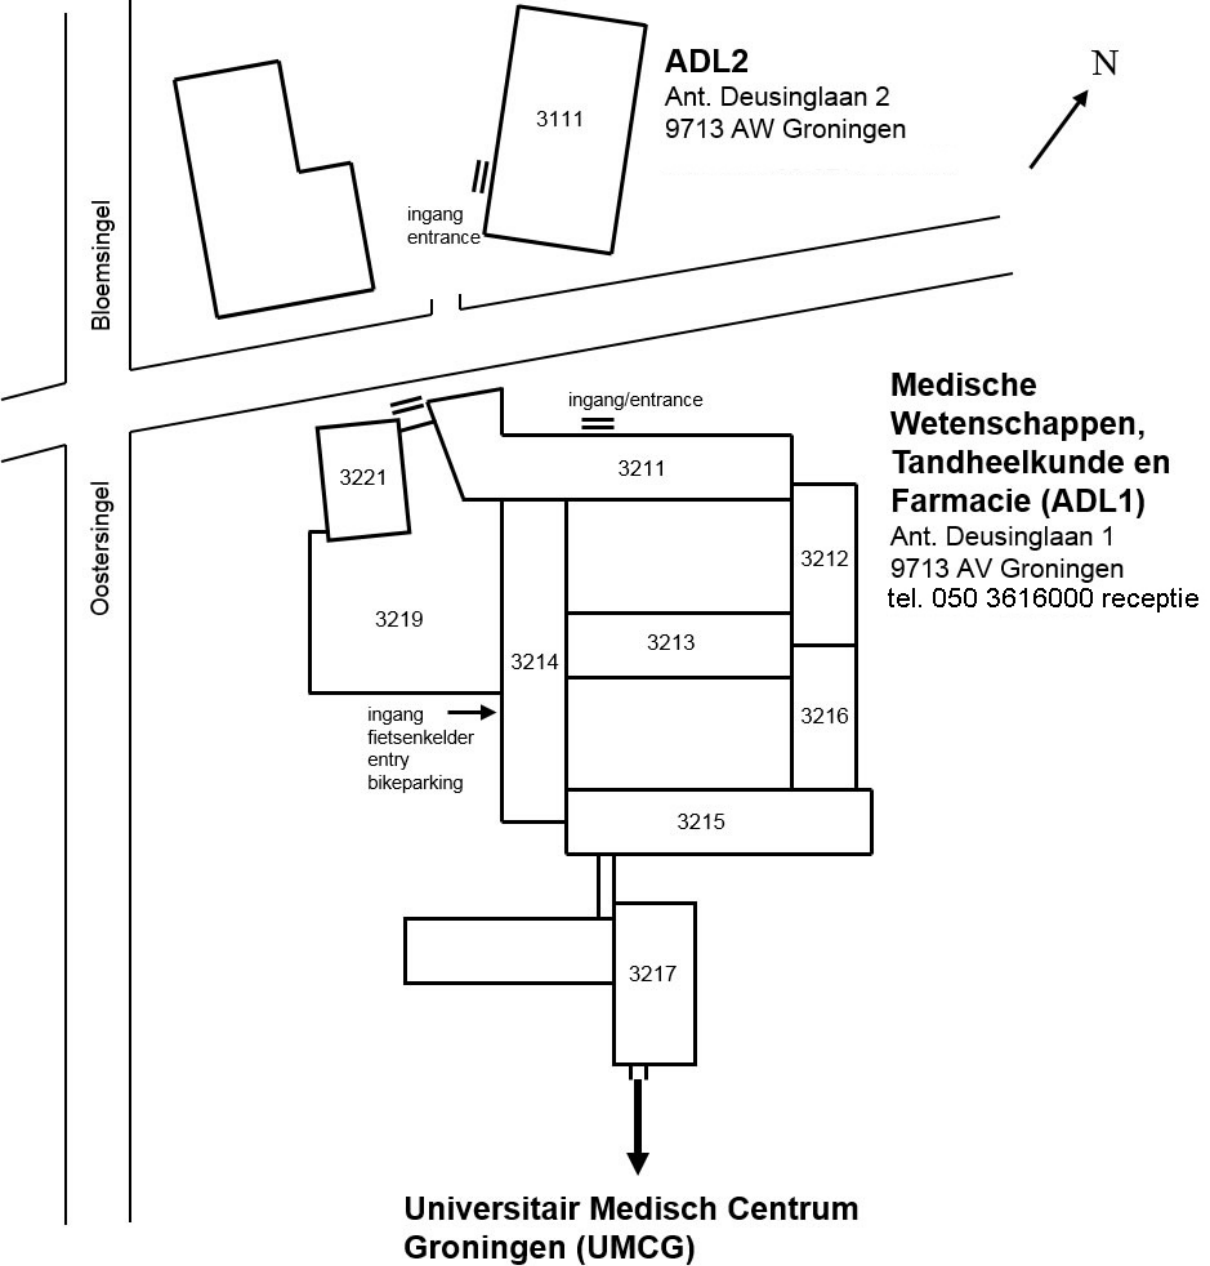 N
ADL2
Ant. Deusinglaan 2
9713 AW Groningen
3111
ingang
entrance
Bloemsingel
ingang/entrance
Medische
Wetenschappen,
Tandheelkunde en
Farmacie (ADL1)
Ant. Deusinglaan 1
9713 AV Groningen
tel. 050 3616000 receptie
3211
3221
Oostersingel
3212
3219
3213
3214
3216
ingang
fietsenkelder
entry
bikeparking
3215
3217
Universitair Medisch Centrum
Groningen (UMCG)